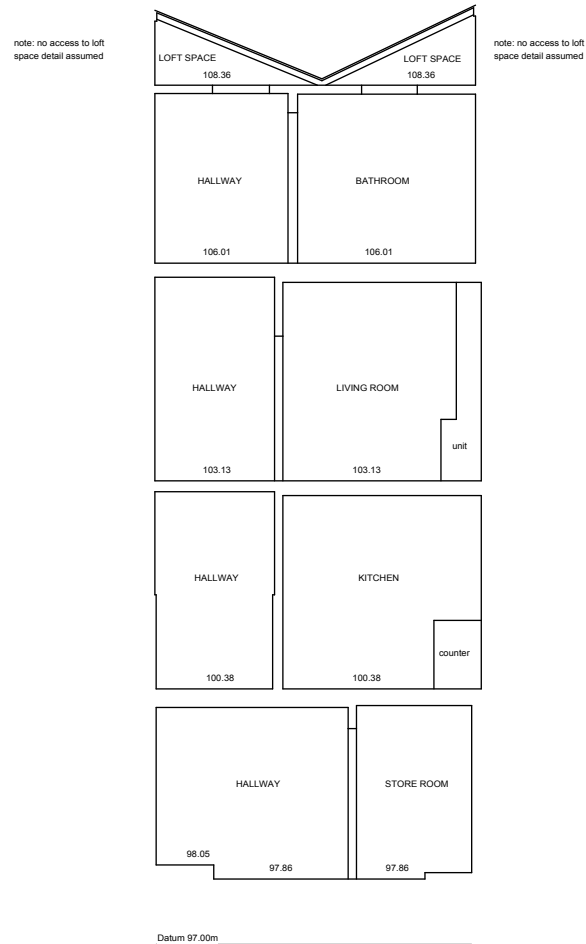 note: no access to loft
space detail assumed
note: no access to loft
space detail assumed
LOFT SPACE
108.36
LOFT SPACE
108.36
HALLWAY
BATHROOM
106.01
106.01
HALLWAY
LIVING ROOM
unit
103.13
103.13
HALLWAY
KITCHEN
counter
100.38
100.38
HALLWAY
STORE ROOM
98.05
97.86
97.86
Datum 97.00m